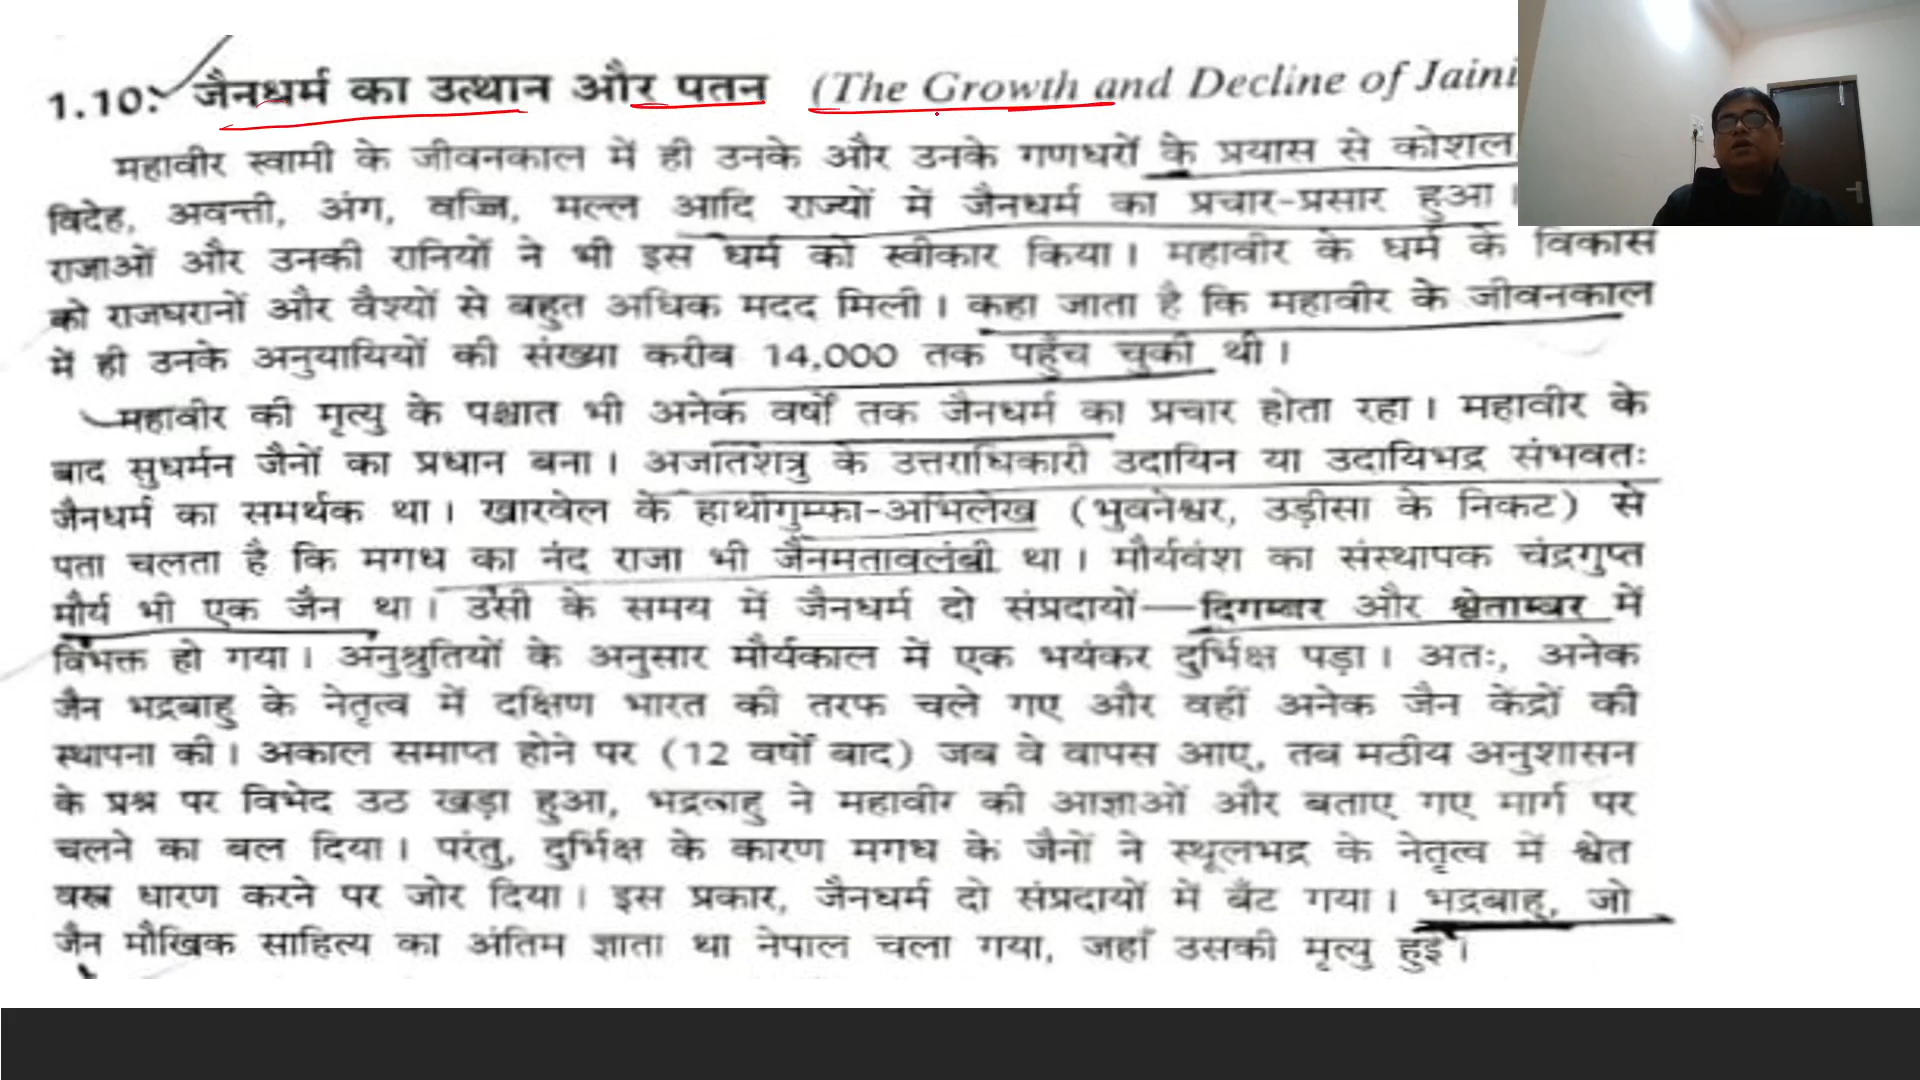 1.10: जैनधर्म का उत्थान और पतन (The Growth and Decline of Jaini
महावीर स्वामी के जीवनकाल में ही उनके और उनके गणधरों के प्रयास से कोशल
विदेह, अवन्ती, अंग, वज्जि, मल्ल आदि राज्यों में जैनधर्म का प्रचार-प्रसार हुआ।
राजाओं और उनकी रानियों ने भी इस धर्म को स्वीकार किया। महावीर के धर्म के विकास
को राजघरानों और वैश्यों से बहुत अधिक मदद मिली। कहा जाता है कि महावीर के जीवनकाल
में ही उनके अनुयायियों की संख्या करीब 14,000 तक पहुँच चुकी थी।
महावीर की मृत्यु के पश्चात भी अनेक वर्षों तक जैनधर्म का प्रचार होता रहा। महावीर के
बाद सुधर्मन जैनों का प्रधान बना। अजातशत्रु के उत्तराधिकारी उदायिन या उदायिभद्र संभवतः
जैनधर्म का समर्थक था। खारवेल के हाथीगुम्फा-अभिलेख (भुवनेश्वर, उड़ीसा के निकट) से
पता चलता है कि मगध का नंद राजा भी जैनमतावलंबी था। मौर्यवंश का संस्थापक चंद्रगुप्त
मौर्य भी एक जैन था। उसी के समय में जैनधर्म दो संप्रदायों—दिगम्बर और श्वेताम्बर में
विभक्त हो गया। अनुश्रुतियों के अनुसार मौर्यकाल में एक भयंकर दुर्भिक्ष पड़ा। अतः, अनेक
जैन भद्रबाहु के नेतृत्व में दक्षिण भारत की तरफ चले गए और वहीं अनेक जैन केंद्रों की
स्थापना की। अकाल समाप्त होने पर (12 वर्षों बाद) जब वे वापस आए, तब मठीय अनुशासन
के प्रश्न पर विभेद उठ खड़ा हुआ, भद्रबाहु ने महावीर की आज्ञाओं और बताए गए मार्ग पर
चलने का बल दिया। परंतु, दुर्भिक्ष के कारण मगध के जैनों ने स्थूलभद्र के नेतृत्व में श्वेत
वस्त्र धारण करने पर जोर दिया। इस प्रकार, जैनधर्म दो संप्रदायों में बँट गया। भद्रबाहु, जो
जैन मौखिक साहित्य का अंतिम ज्ञाता था नेपाल चला गया, जहाँ उसकी मृत्यु हुई।